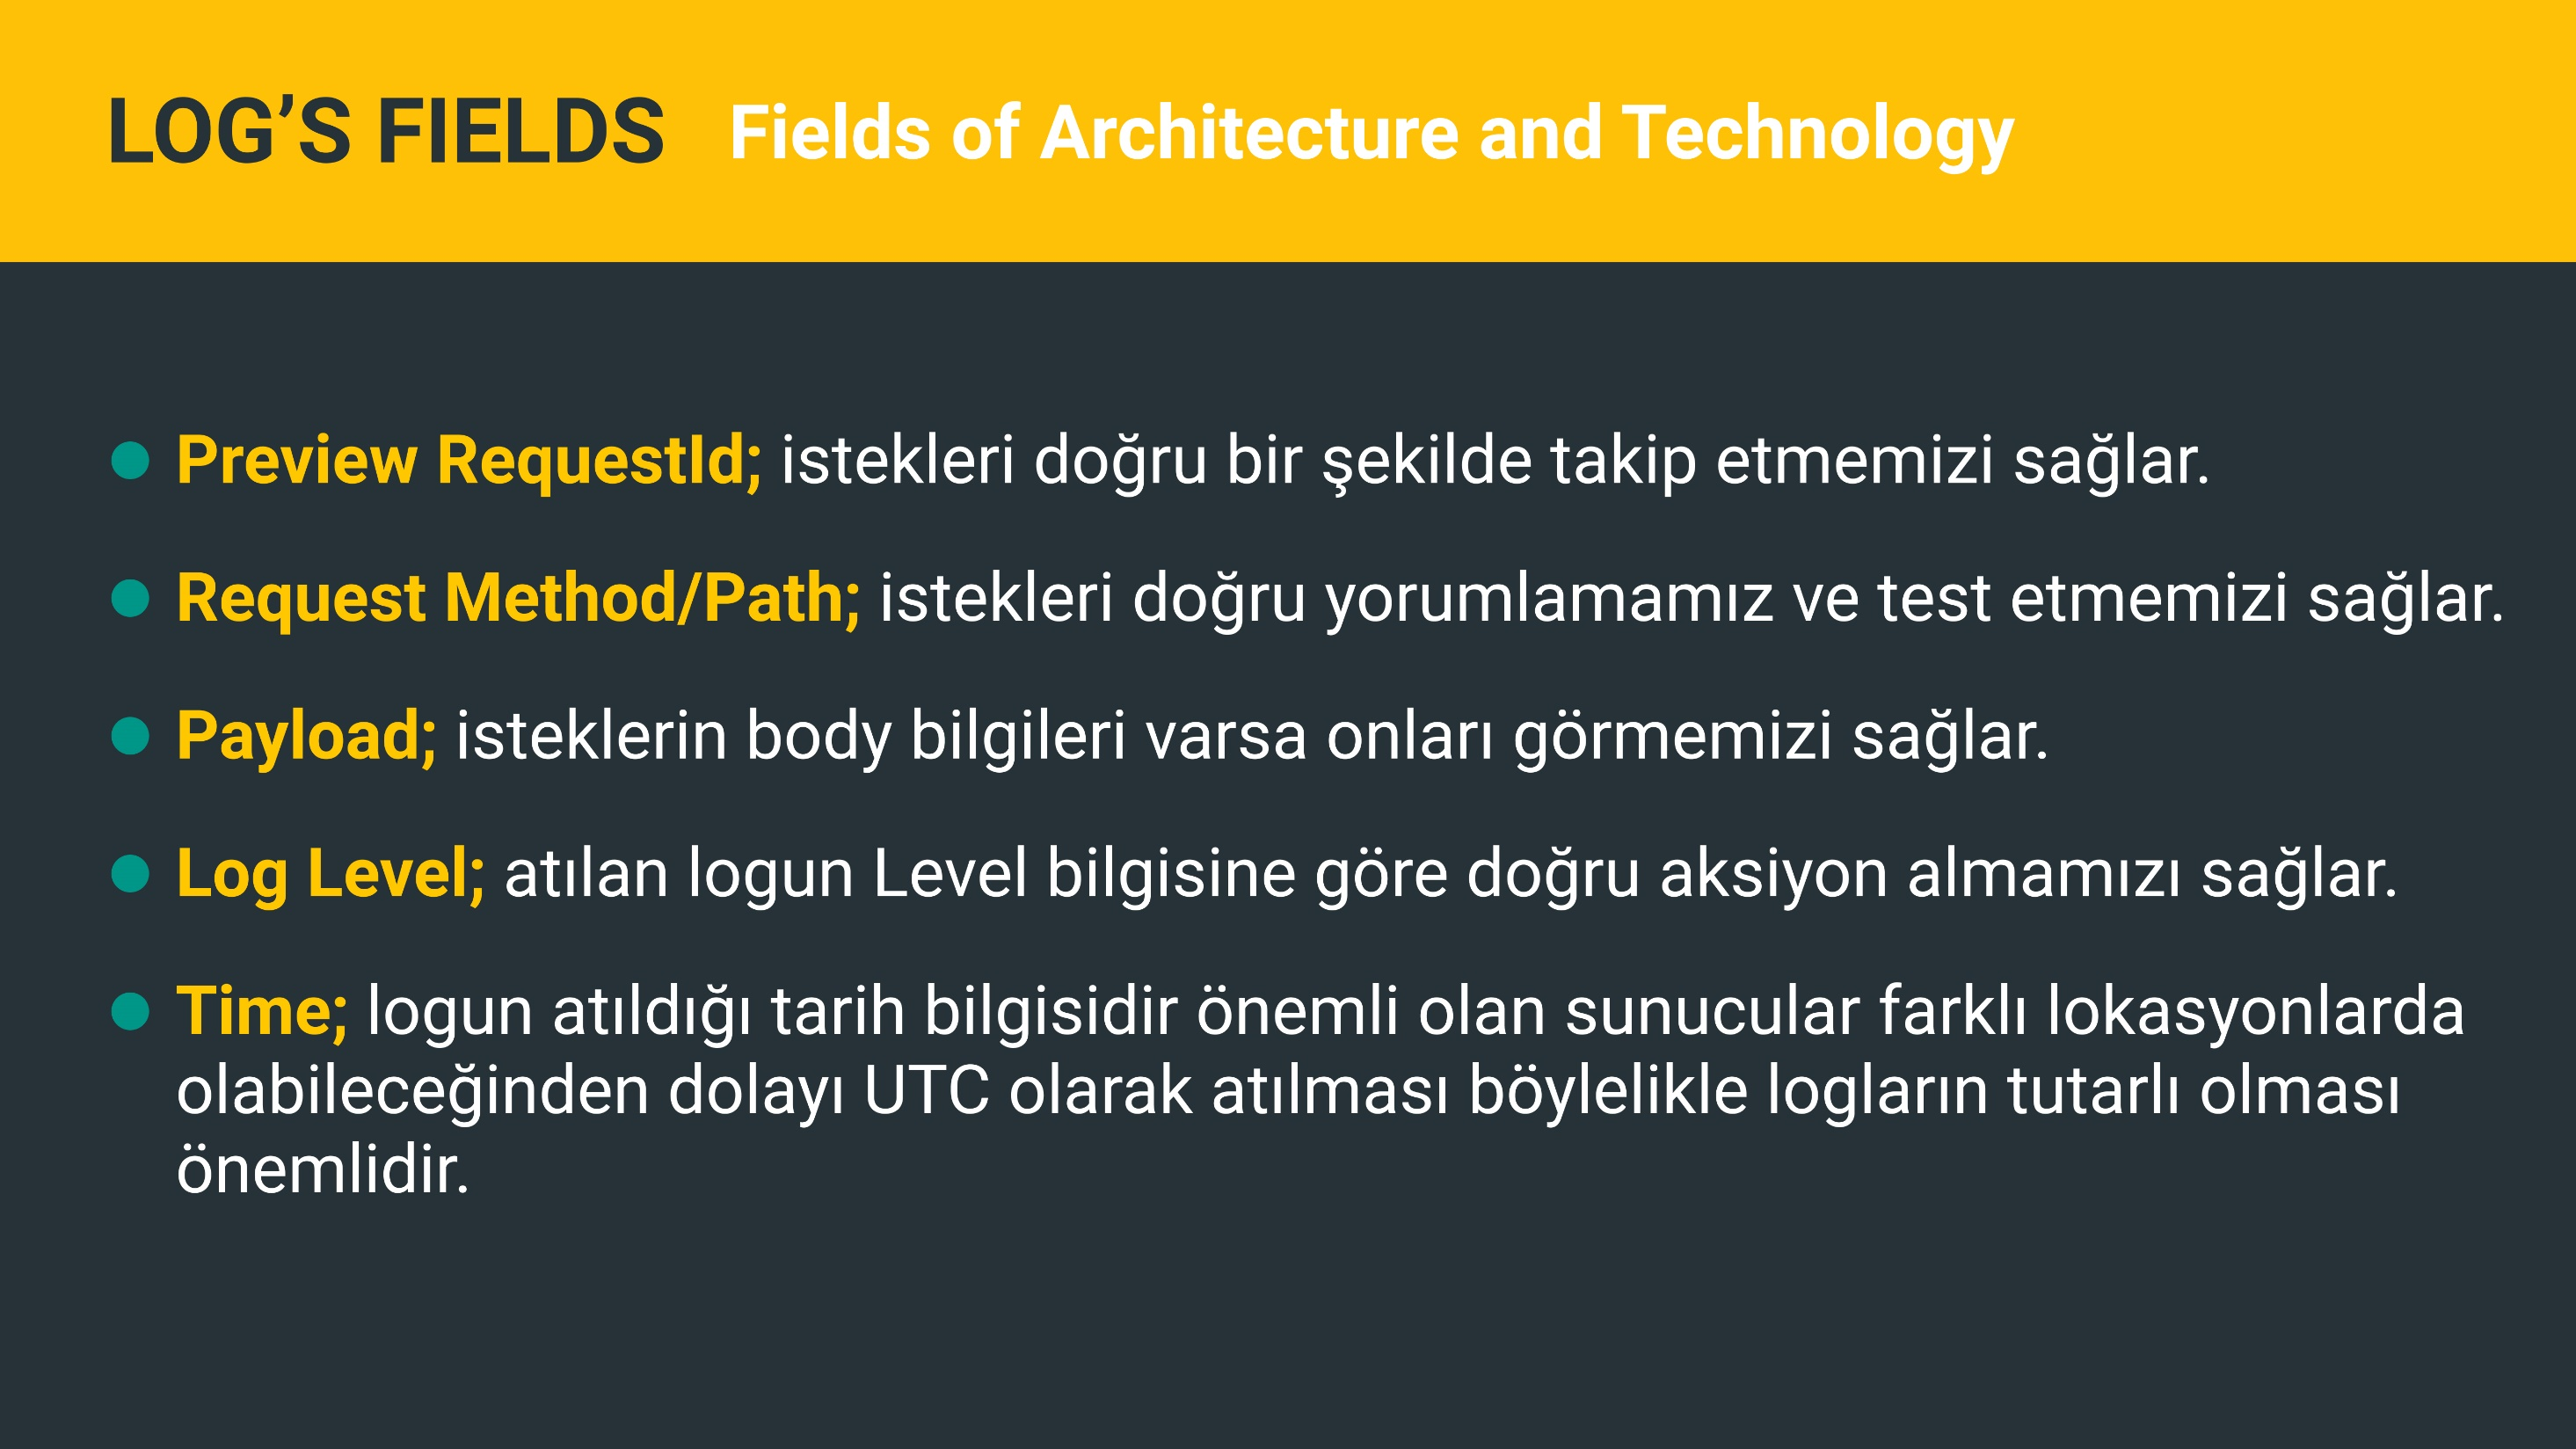 LOG’S FIELDS Fields of Architecture and Technology
Preview RequestId; istekleri doğru bir şekilde takip etmemizi sağlar.
Request Method/Path; istekleri doğru yorumlamamız ve test etmemizi sağlar.
Payload; isteklerin body bilgileri varsa onları görmemizi sağlar.
Log Level; atılan logun Level bilgisine göre doğru aksiyon almamızı sağlar.
Time; logun atıldığı tarih bilgisidir önemli olan sunucular farklı lokasyonlarda
olabileceğinden dolayı UTC olarak atılması böylelikle logların tutarlı olması
önemlidir.